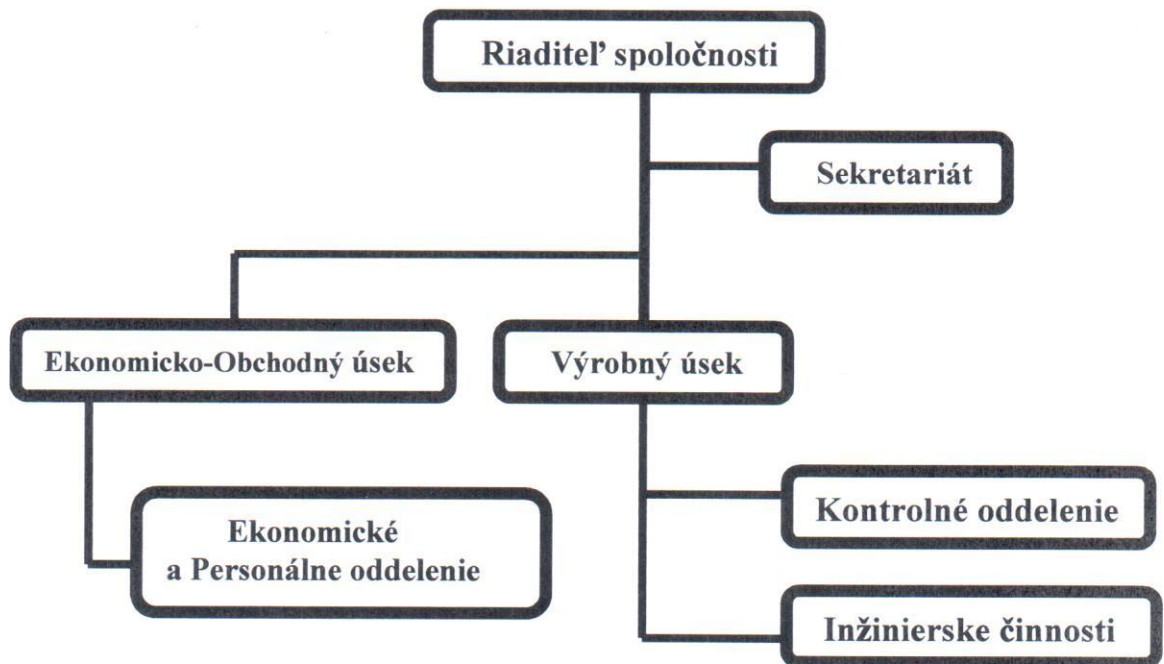 Riaditeľ spoločnosti
Sekretariát
Ekonomicko-Obchodný úsek
Výrobný úsek
Ekonomické
a Personálne oddelenie
Kontrolné oddelenie
Inžinierske činnosti